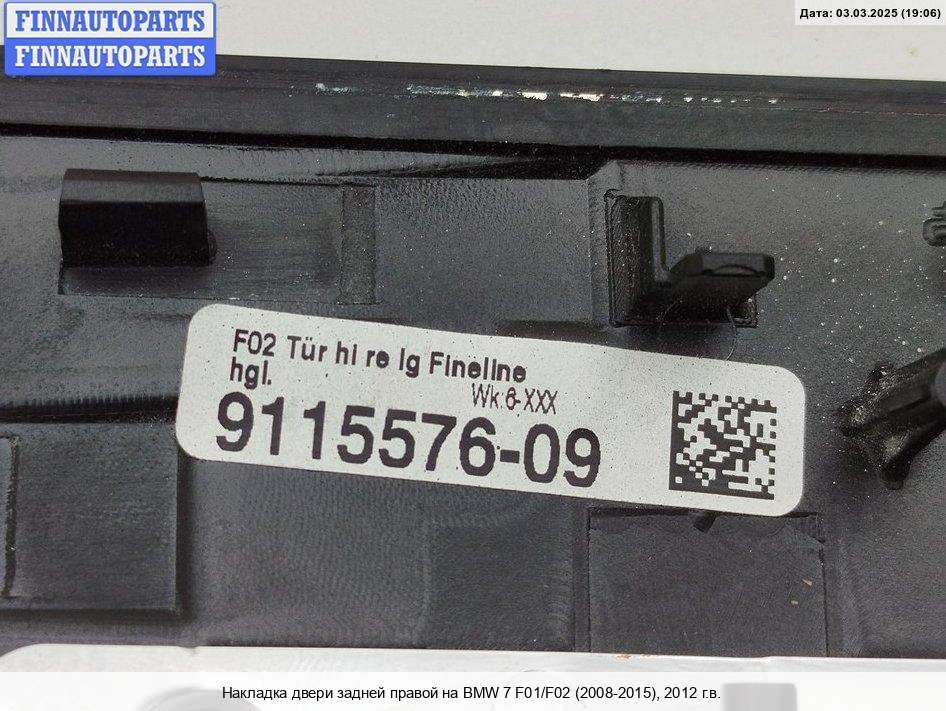 FINNAUTOPARTS
FINNAUTOPARTS
Дата: 03.03.2025 (19:06)
F02 Tür hi re lg Fineline
hgl.
Wk:6-XXX
9115576-09
Накладка двери задней правой на BMW 7 F01/F02 (2008-2015), 2012 г.в.